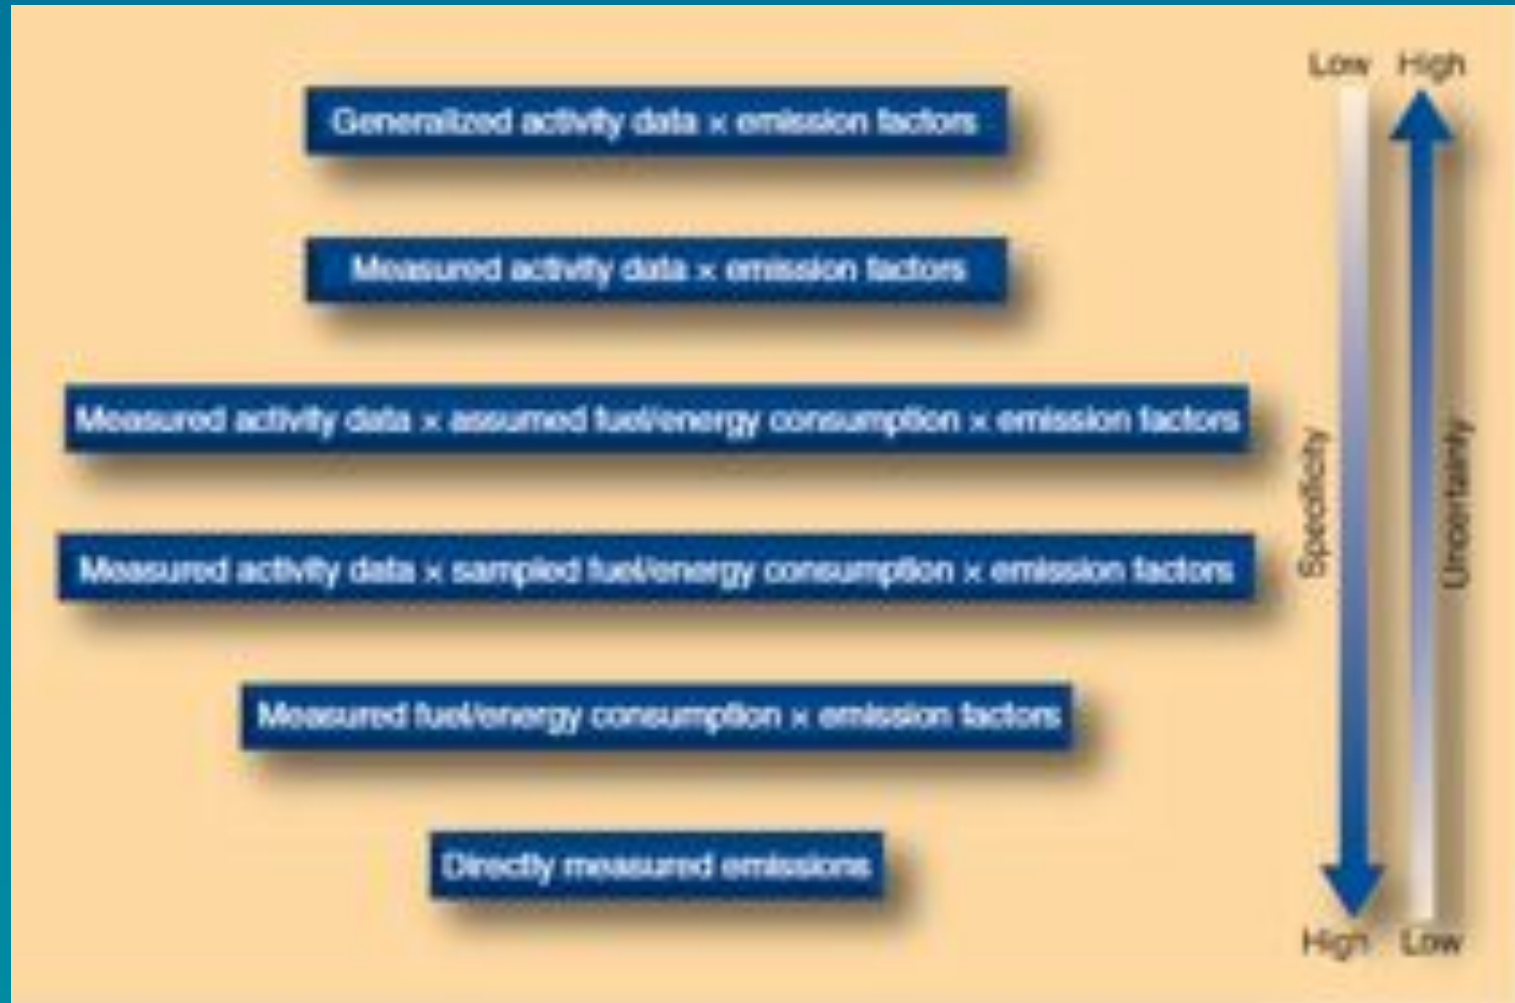 Low High
Generalized activity data × emission factors
Measured activity data × emission factors
Measured activity data × assumed fuel/energy consumption × emission factors
Measured activity data × sampled fuel/energy consumption × emission factors
Measured fuel/energy consumption × emission factors
Directly measured emissions
Specificity
Uncertainty
High Low